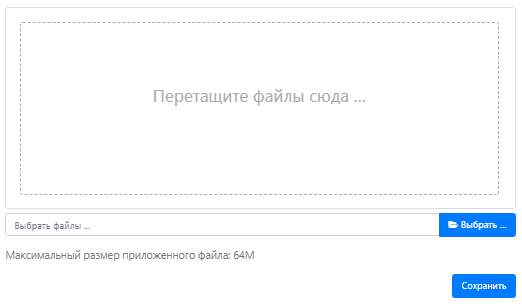 Перетащите файлы сюда ...
Выбрать файлы ...
Выбрать ...
Максимальный размер приложенного файла: 64M
Сохранить